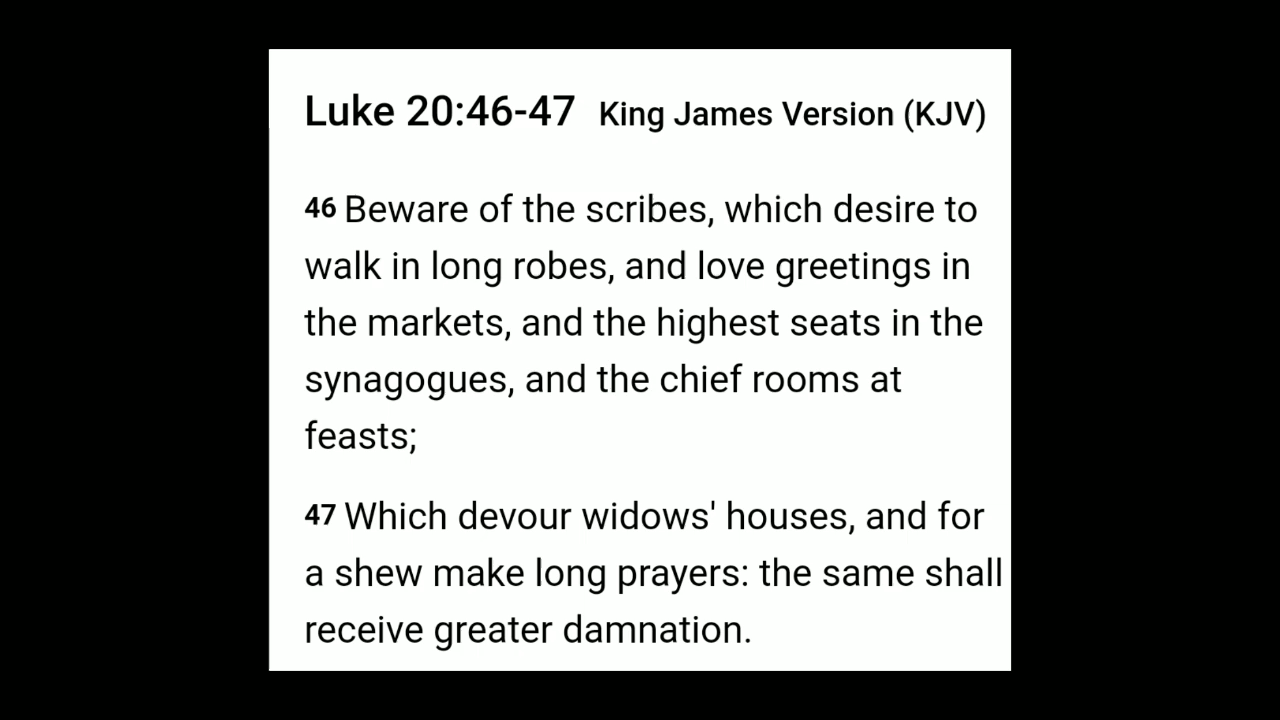 Luke 20:46-47 King James Version (KJV)
46 Beware of the scribes, which desire to
walk in long robes, and love greetings in
the markets, and the highest seats in the
synagogues, and the chief rooms at
feasts;
47 Which devour widows' houses, and for
a shew make long prayers: the same shall
receive greater damnation.